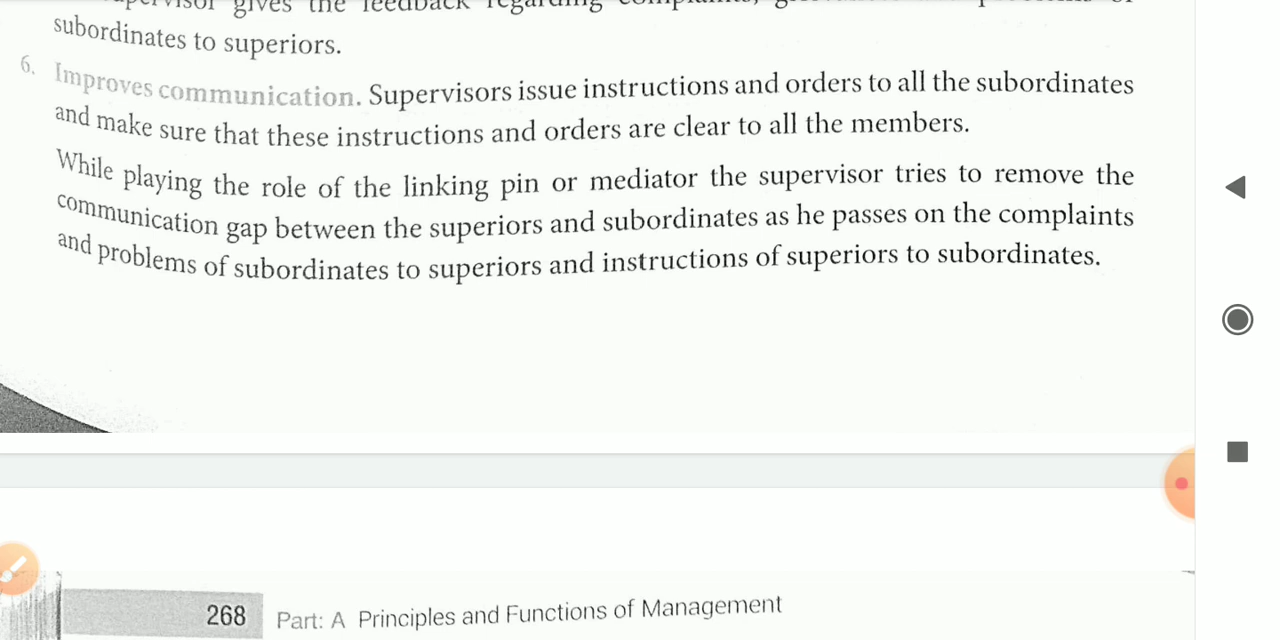 gives the feedback regarding
subordinates to superiors.
6. Improves communication. Supervisors issue instructions and orders to all the subordinates
and make sure that these instructions and orders are clear to all the members.
While playing the role of the linking pin or mediator the supervisor tries to remove the
communication gap between the superiors and subordinates as he passes on the complaints
and problems of subordinates to superiors and instructions of superiors to subordinates.
268 Part: A Principles and Functions of Management